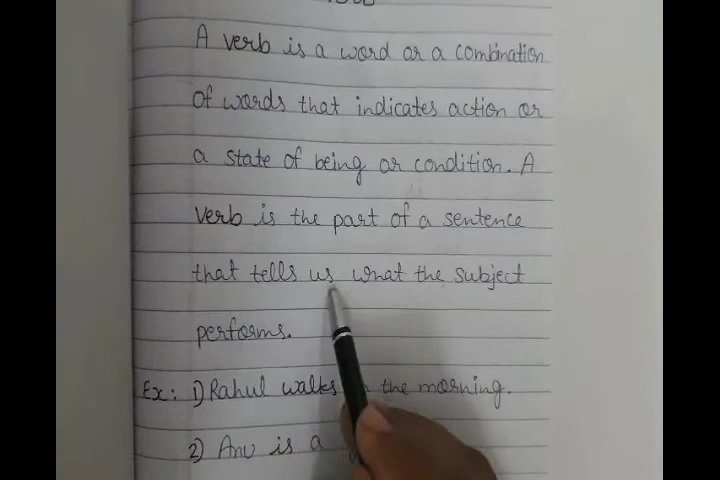 A verb is a word or a combination
of words that indicates action or
a state of being or condition. A
verb is the part of a sentence
that tells us what the subject
performs.
Ex: 1) Rahul walks the morning.
2) Anu is a